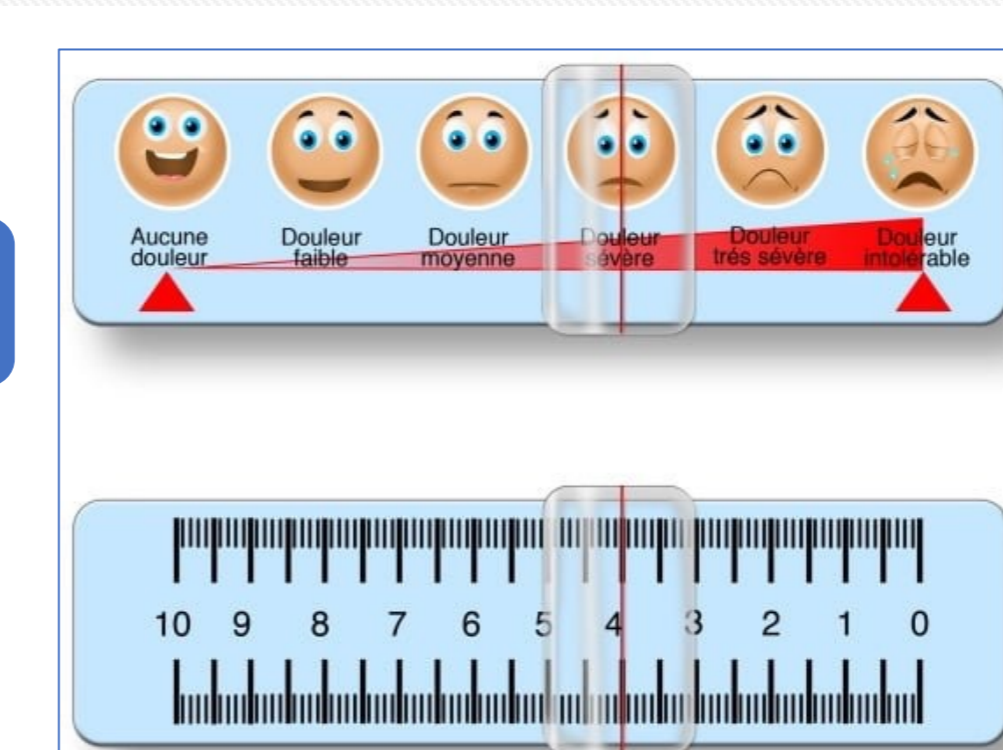 Aucune douleur
Douleur faible
Douleur moyenne
Douleur sévère
Douleur trés sévère
Douleur intolérable
10 9 8 7 6 5 4 3 2 1 0